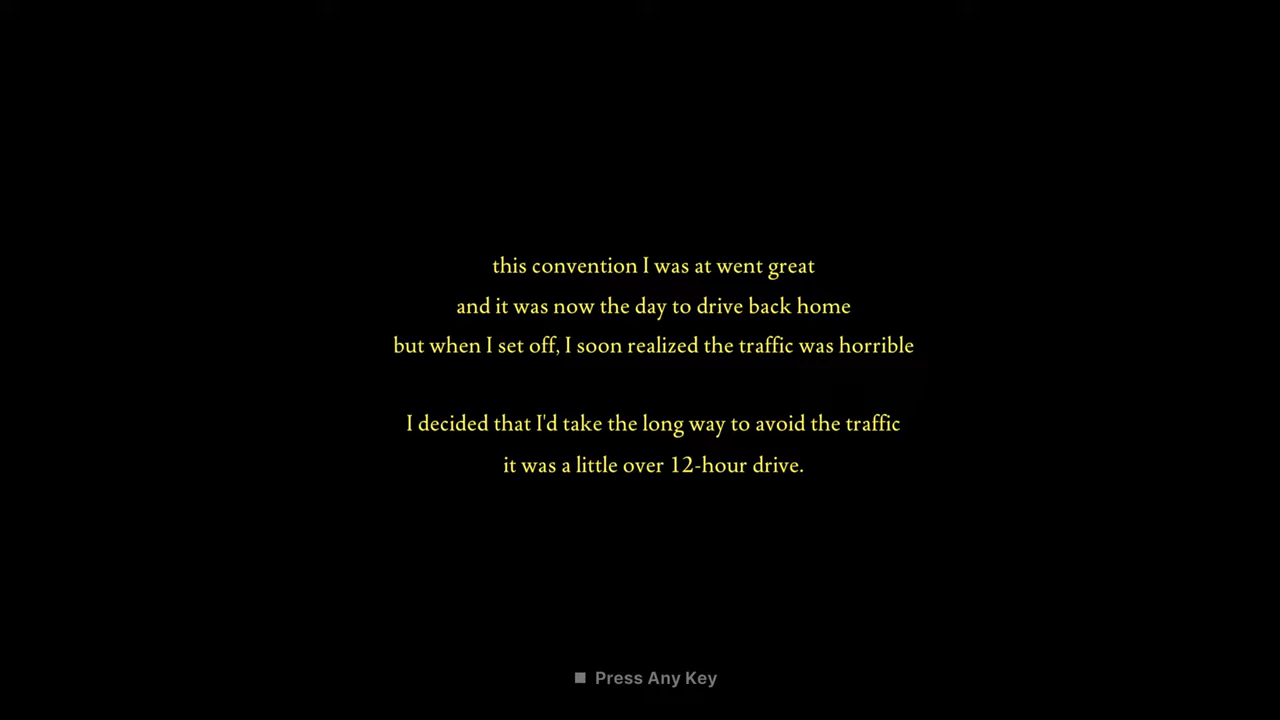 this convention I was at went great
and it was now the day to drive back home
but when I set off, I soon realized the traffic was horrible
I decided that I'd take the long way to avoid the traffic
it was a little over 12-hour drive.
Press Any Key